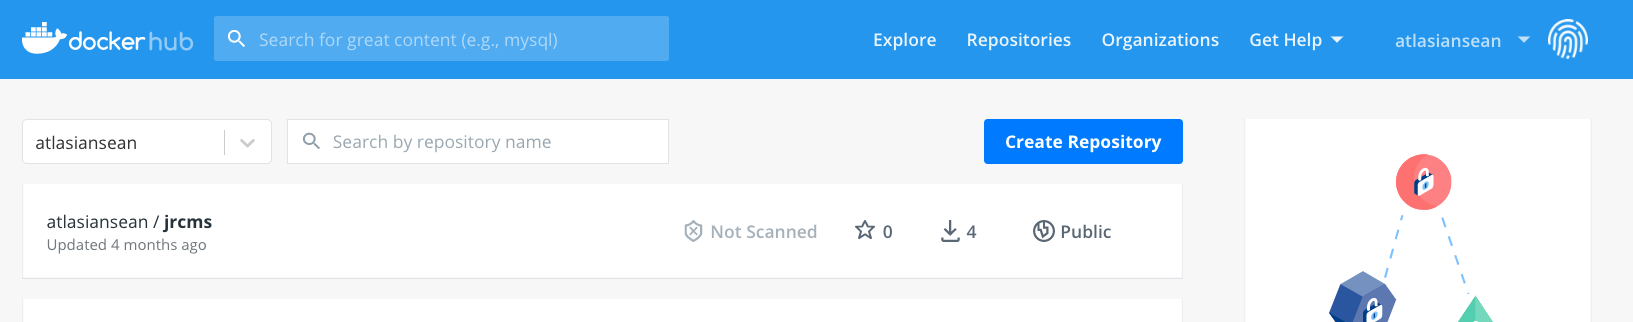 docker hub
Search for great content (e.g., mysql)
Explore
Repositories
Organizations
Get Help
atlasiansean
atlasiansean
Search by repository name
Create Repository
atlasiansean / jrcms
Updated 4 months ago
Not Scanned
0
4
Public